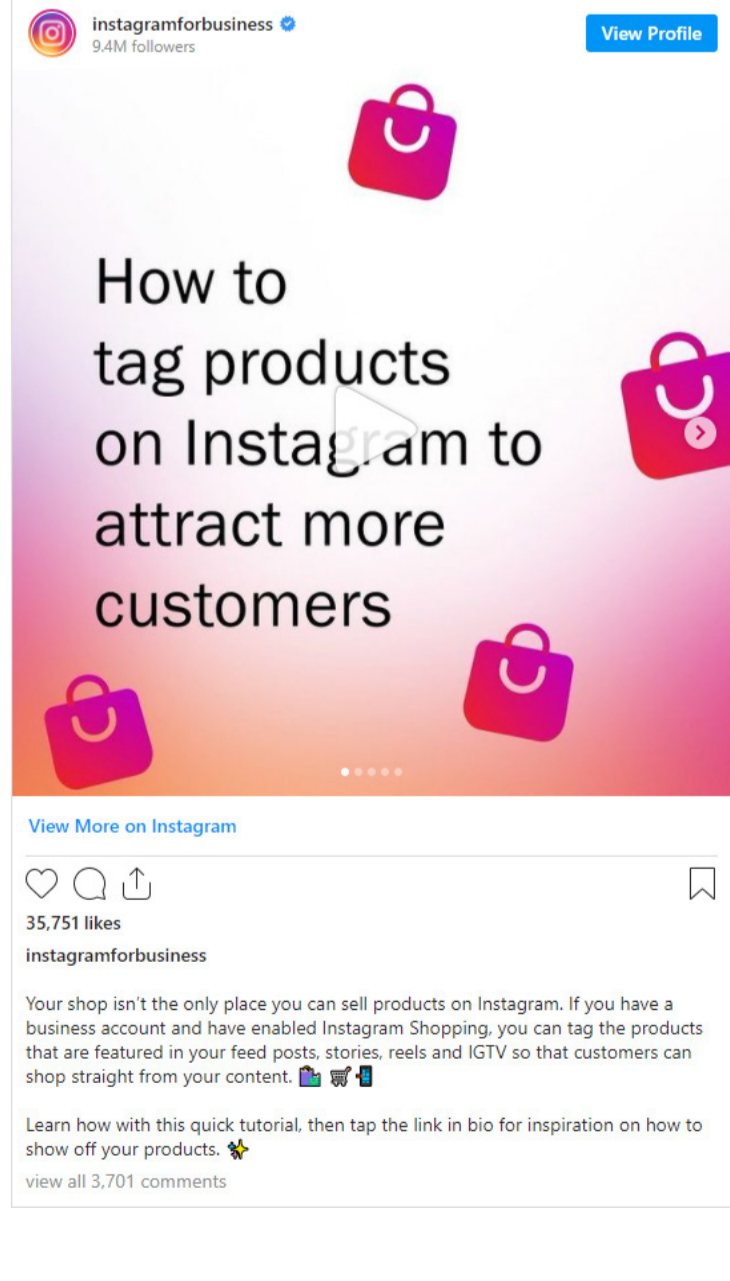 instagramforbusiness
9.4M followers
View Profile
How to
tag products
on Instagram to
attract more
customers
View More on Instagram
35,751 likes
instagramforbusiness
Your shop isn't the only place you can sell products on Instagram. If you have a
business account and have enabled Instagram Shopping, you can tag the products
that are featured in your feed posts, stories, reels and IGTV so that customers can
shop straight from your content. 🛍️ 🛒 📲
Learn how with this quick tutorial, then tap the link in bio for inspiration on how to
show off your products. ✨
view all 3,701 comments